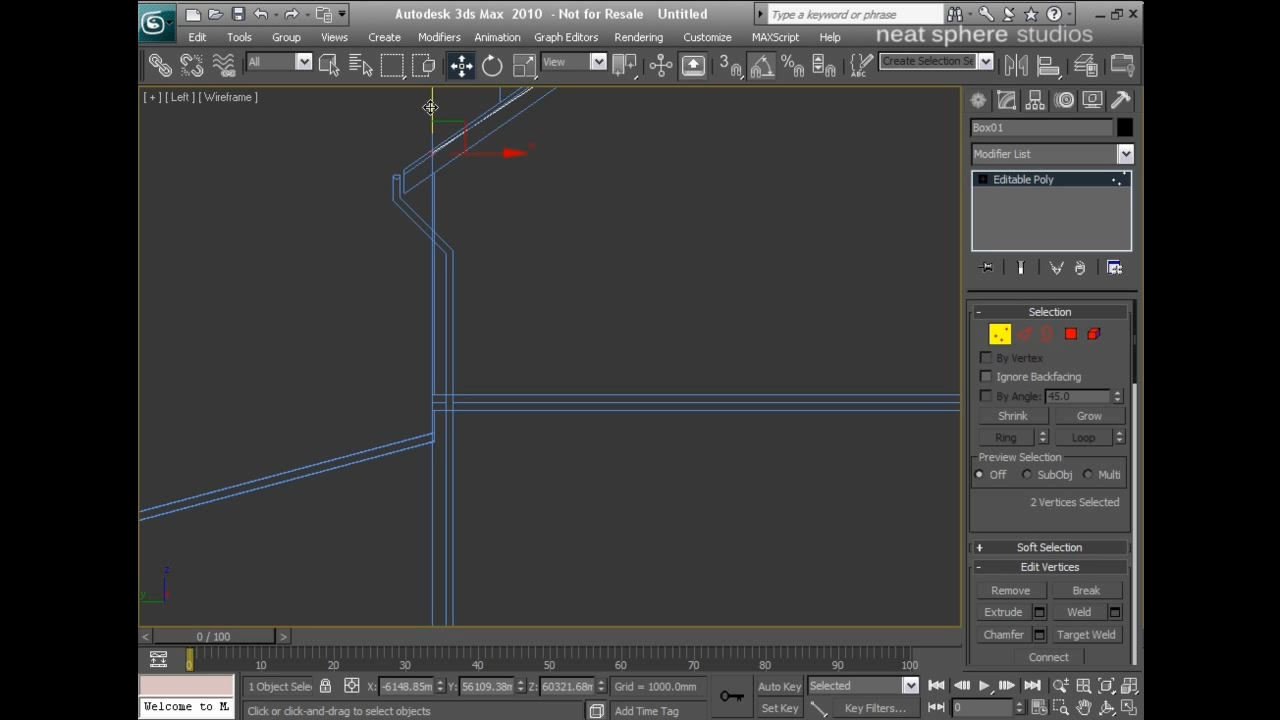 Autodesk 3ds Max 2010 - Not for Resale Untitled
Type a keyword or phrase
Edit Tools Group Views Create Modifiers Animation Graph Editors Rendering Customize MAXScript Help
neat sphere studios
All
View
3
Create Selection Se
[ + ] [ Left ] [ Wireframe ]
Box01
Modifier List
Editable Poly
- Selection
By Vertex
Ignore Backfacing
By Angle: 45.0
Shrink Grow
Ring Loop
Preview Selection
Off SubObj Multi
2 Vertices Selected
+ Soft Selection
- Edit Vertices
Remove Break
Extrude Weld
Chamfer Target Weld
Connect
z
y
< 0 / 100 >
0 10 20 30 40 50 60 70 80 90 100
1 Object Sele X: -6148.85m Y: 56109.38m Z: 60321.68m Grid = 1000.0mm Auto Key Selected
Welcome to M Click or click-and-drag to select objects Add Time Tag Set Key Key Filters... 0